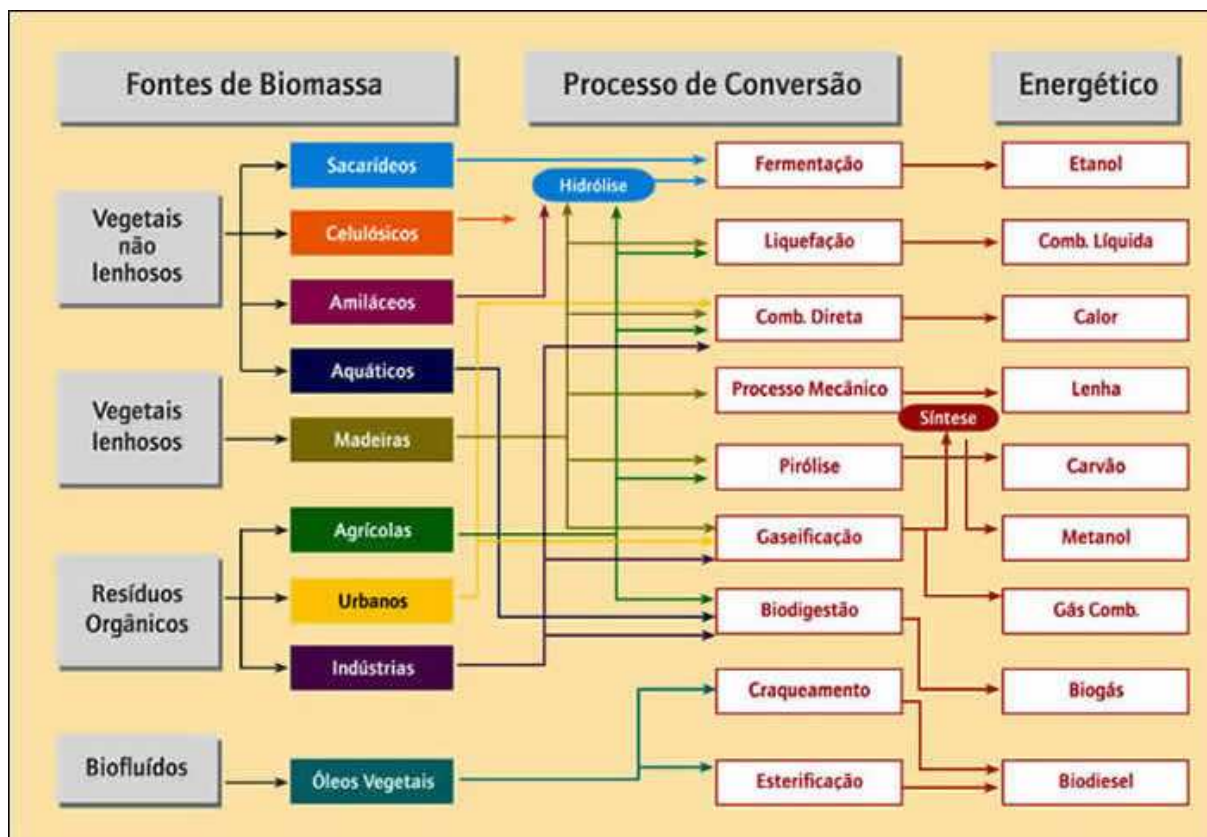 Fontes de Biomassa
Processo de Conversão
Energético
Vegetais
não
lenhosos
Sacarídeos
Celulósicos
Amiláceos
Aquáticos
Vegetais
lenhosos
Madeiras
Resíduos
Orgânicos
Agrícolas
Urbanos
Indústrias
Biofluídos
Óleos Vegetais
Hidrólise
Fermentação
Liquefação
Comb. Direta
Processo Mecânico
Pirólise
Gaseificação
Biodigestão
Craqueamento
Esterificação
Síntese
Etanol
Comb. Líquida
Calor
Lenha
Carvão
Metanol
Gás Comb.
Biogás
Biodiesel